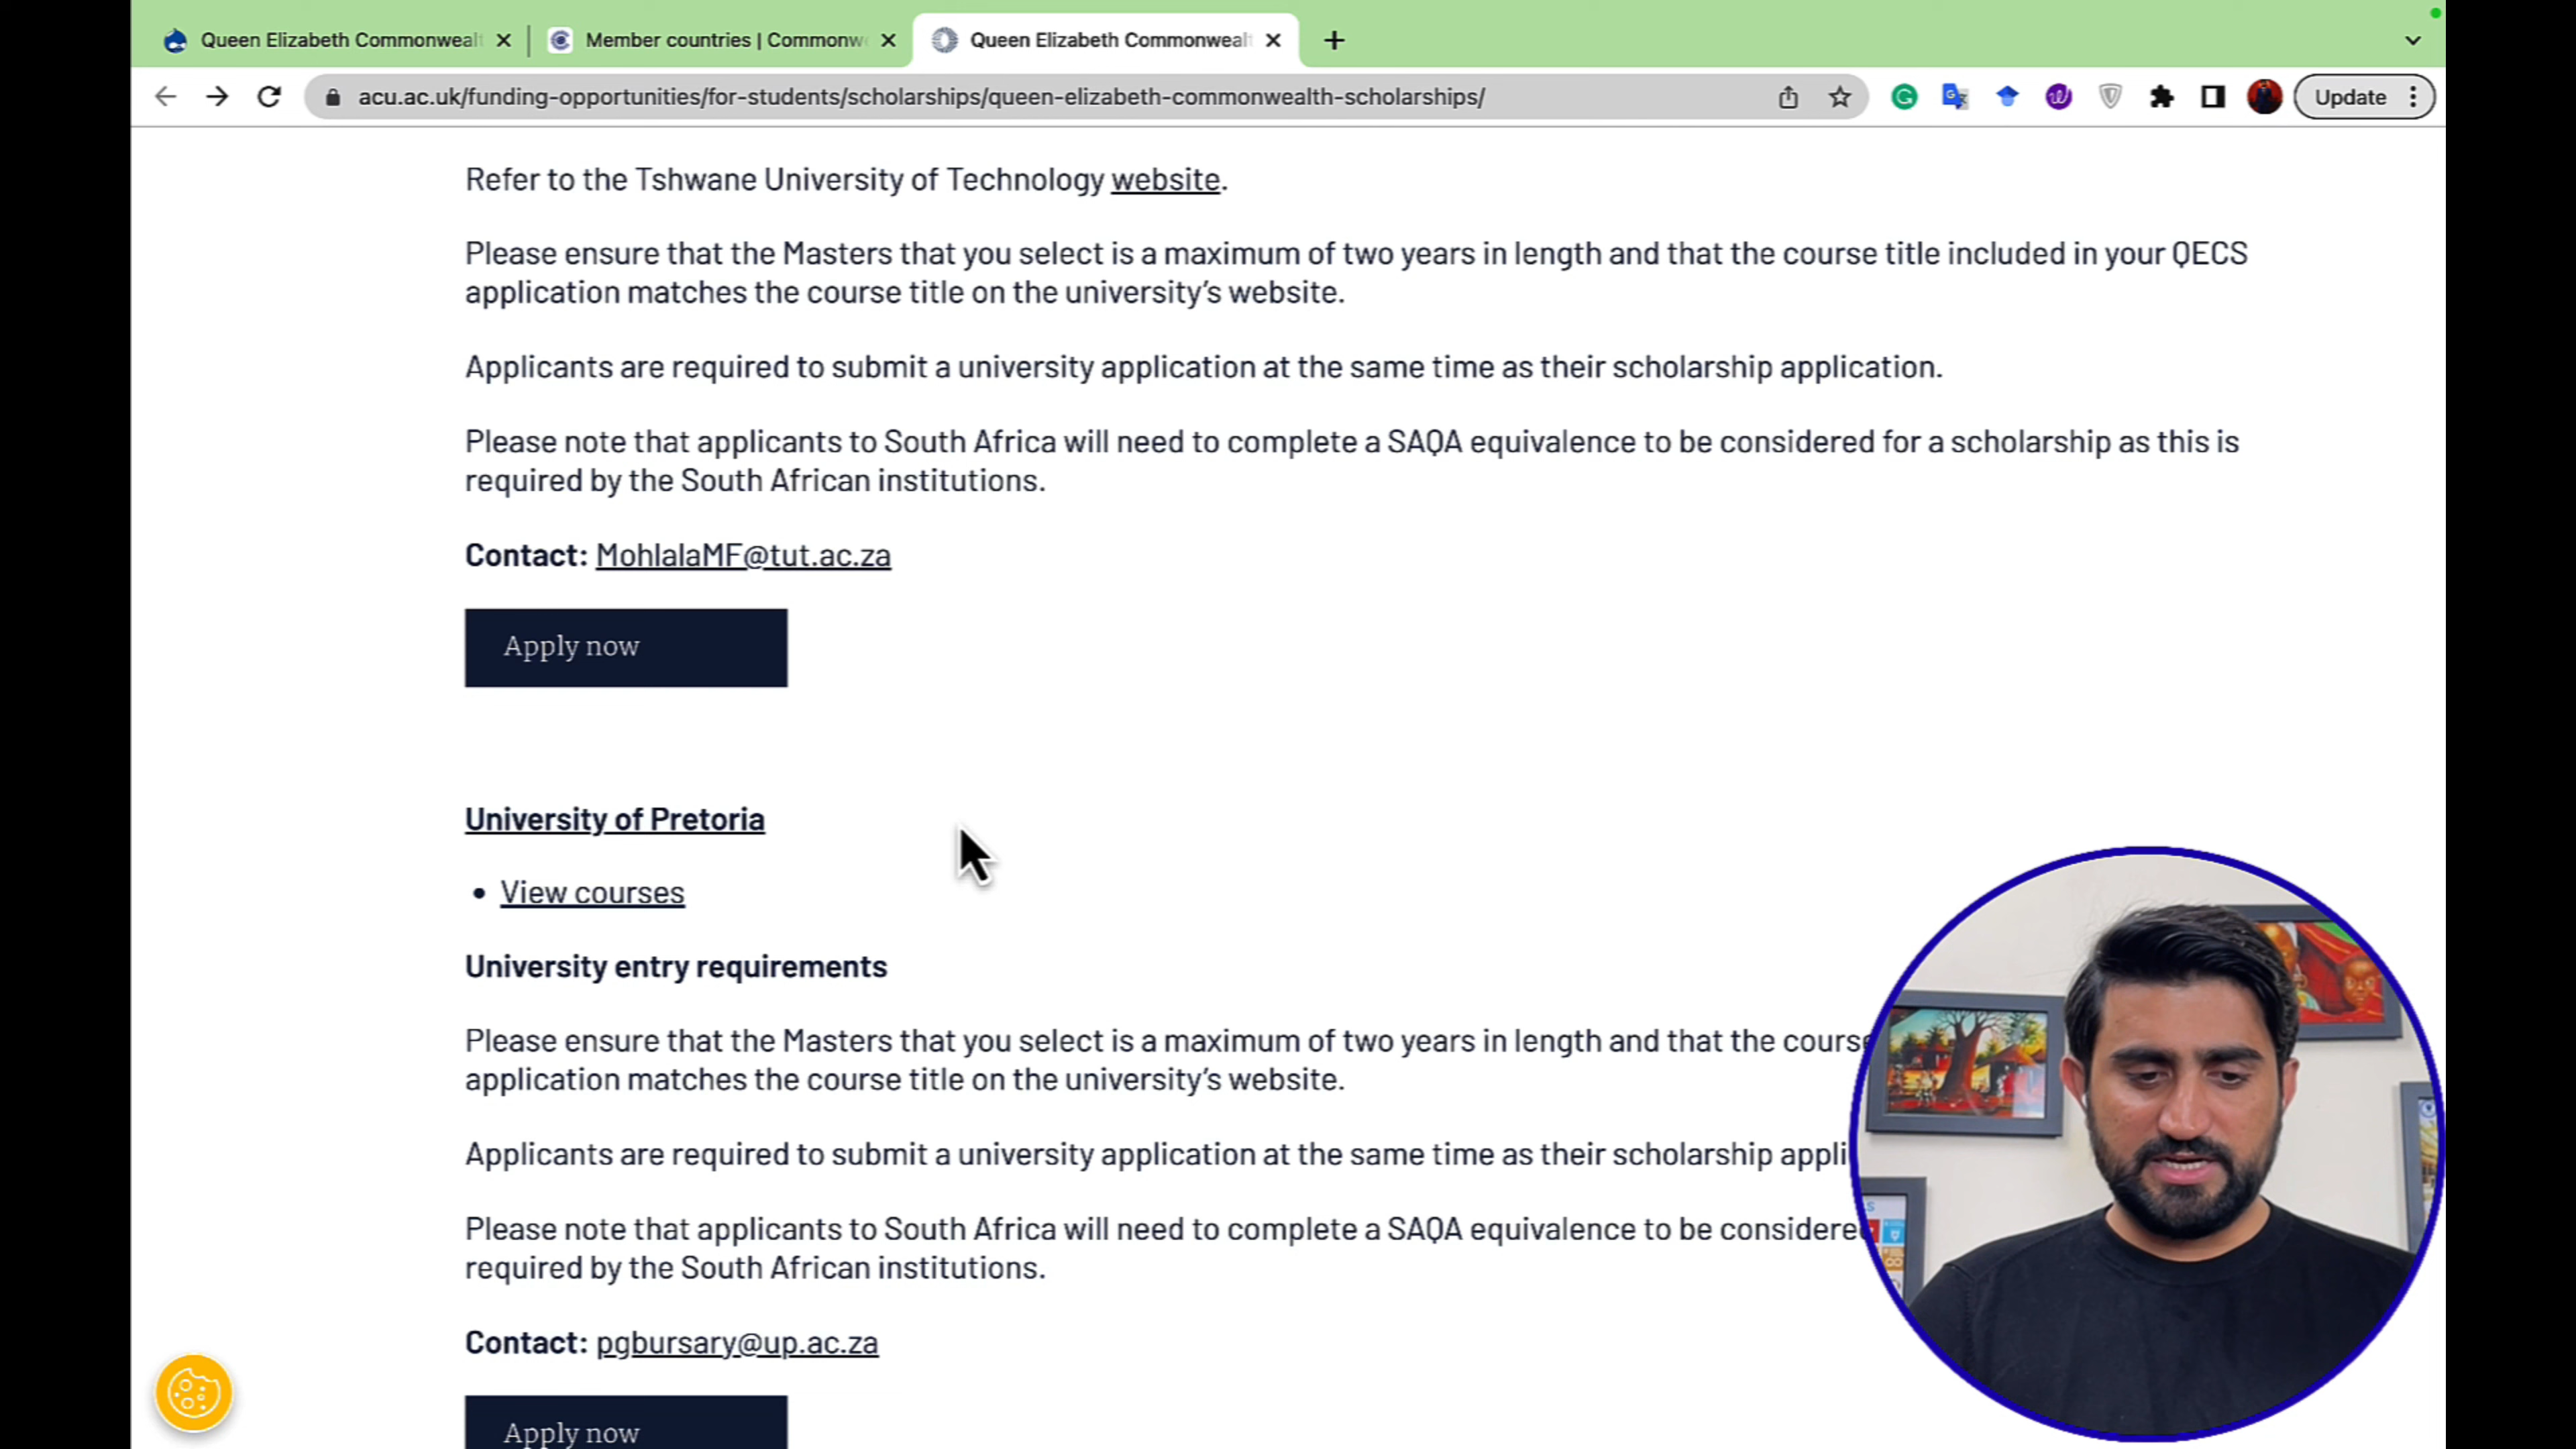 Queen Elizabeth Commonwealt
Member countries | Commonw
Queen Elizabeth Commonwealt
acu.ac.uk/funding-opportunities/for-students/scholarships/queen-elizabeth-commonwealth-scholarships/
Update
Refer to the Tshwane University of Technology website.
Please ensure that the Masters that you select is a maximum of two years in length and that the course title included in your QECS
application matches the course title on the university's website.
Applicants are required to submit a university application at the same time as their scholarship application.
Please note that applicants to South Africa will need to complete a SAQA equivalence to be considered for a scholarship as this is
required by the South African institutions.
Contact: MohlalaMF@tut.ac.za
Apply now
University of Pretoria
• View courses
University entry requirements
Please ensure that the Masters that you select is a maximum of two years in length and that the course
application matches the course title on the university's website.
Applicants are required to submit a university application at the same time as their scholarship appli
Please note that applicants to South Africa will need to complete a SAQA equivalence to be considered
required by the South African institutions.
Contact: pgbursary@up.ac.za
Apply now